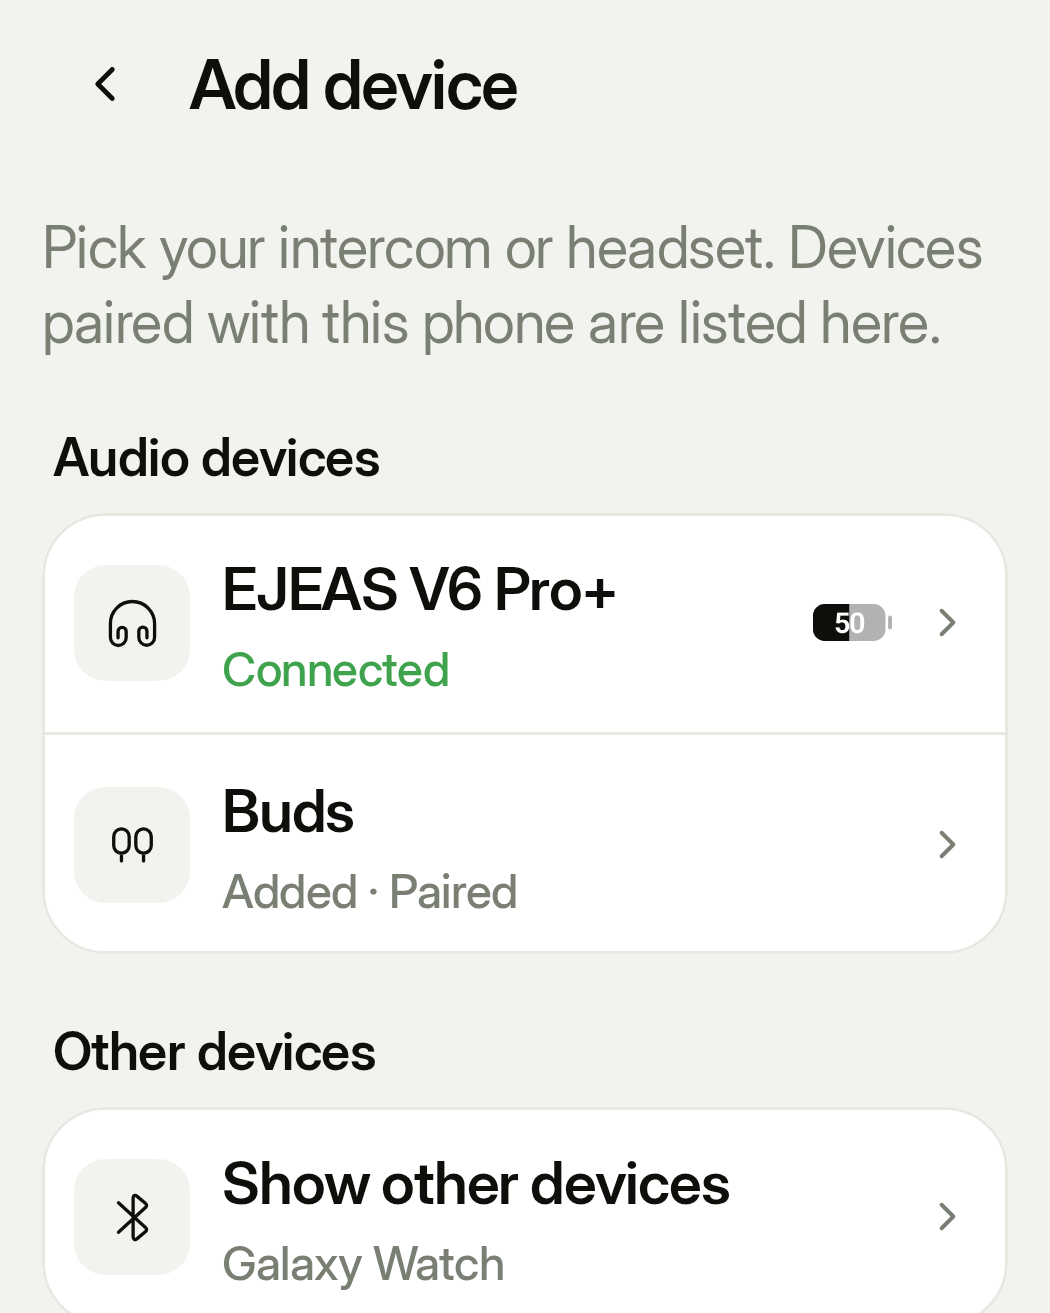 Add device
Pick your intercom or headset. Devices
paired with this phone are listed here.
Audio devices
EJEAS V6 Pro+
50
Connected
Buds
Added · Paired
Other devices
Show other devices
Galaxy Watch